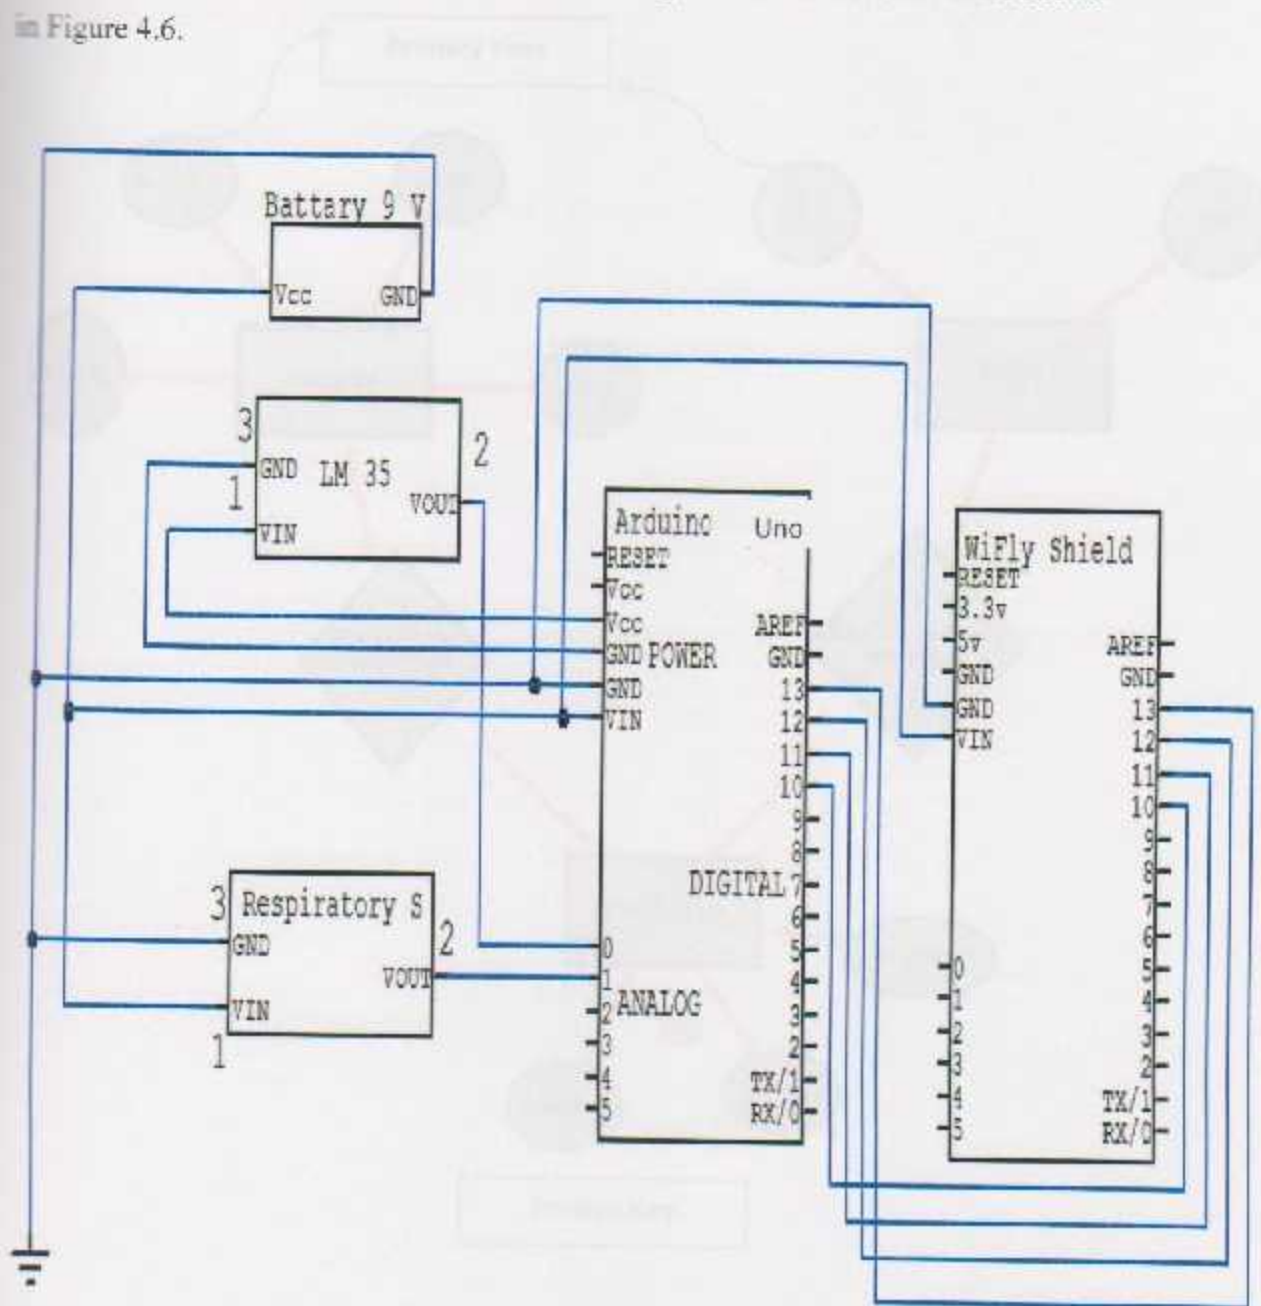 in Figure 4.6.
Battary 9 V
Vcc GND
3
GND
LM 35
2
1
VOUT
VIN
Arduino Uno
RESET
Vcc
Vcc
AREF
GND
POWER
GND
GND
13
VIN
12
11
10
9
8
DIGITAL
7
6
0
5
1
4
ANALOG
2
3
3
2
4
TX/1
5
RX/0
WiFly Shield
RESET
3.3v
5v
AREF
GND
GND
GND
13
VIN
12
11
10
9
8
7
6
0
5
1
4
2
3
3
2
4
TX/1
5
RX/0
3
Respiratory S
GND
2
VOUT
VIN
1